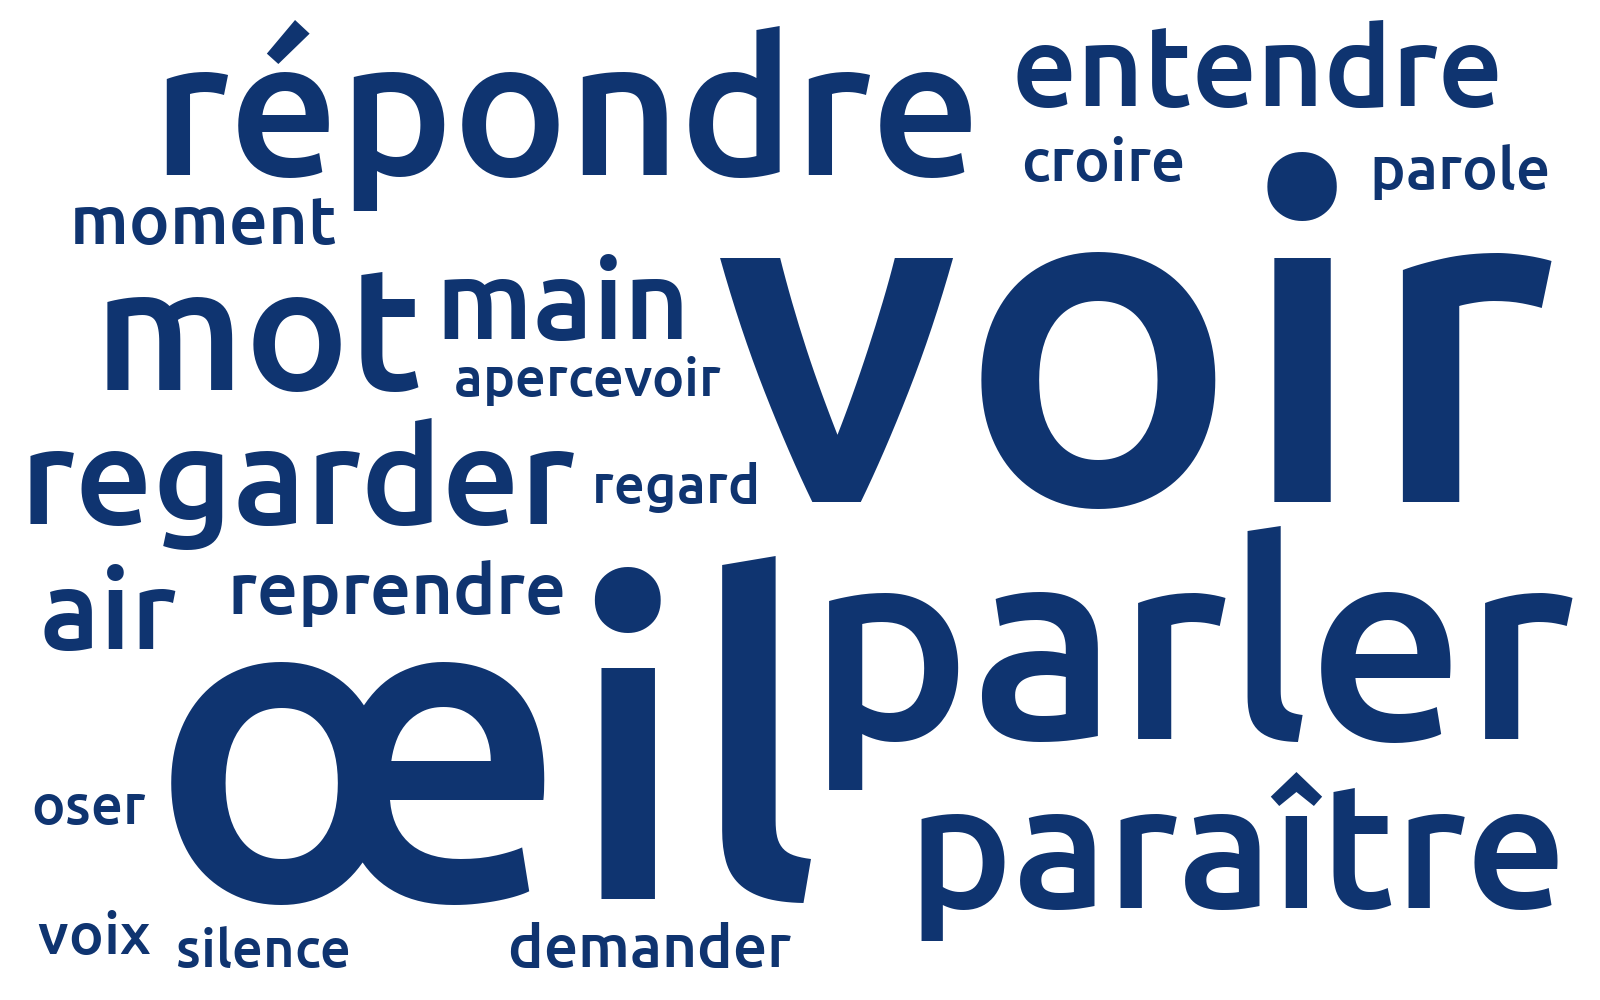 répondre
entendre
croire
parole
moment
voir
mot
main
apercevoir
regarder
regard
air
reprendre
parler
œil
oser
paraître
voix
silence
demander